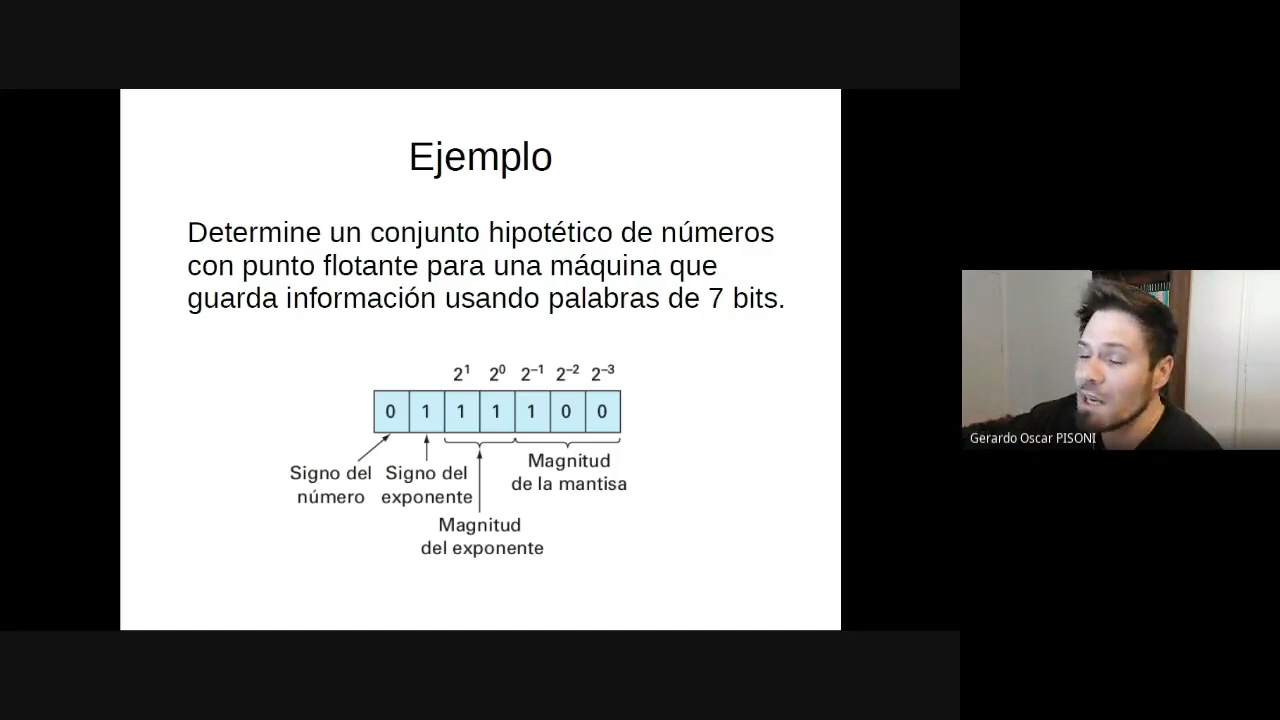 Ejemplo
Determine un conjunto hipotético de números
con punto flotante para una máquina que
guarda información usando palabras de 7 bits.
2¹ 2⁰ 2⁻¹ 2⁻² 2⁻³
0 1 1 1 1 0 0
Signo del
número
Signo del
exponente
Magnitud
del exponente
Magnitud
de la mantisa
Gerardo Oscar PISONI